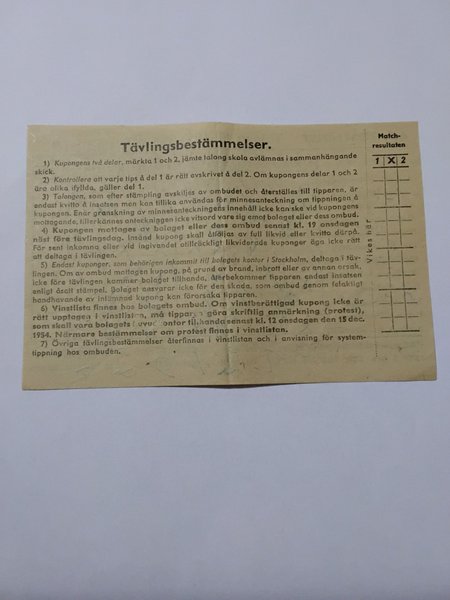 Tävlingsbestämmelser.
1) Kupongens två delar, märkta 1 och 2, jämte talong skola avlämnas i sammanhängande
skick.
2) Kontrollera att varje tips å del 1 är rätt avskrivet å del 2. Om kupongens delar 1 och 2
äro olika ifyllda, gäller del 1.
3) Talongen, som efter stämpling avskiljes av ombudet och återställes till tipparen, är
endast kvitto å insatsen men kan tillika användas för minnesanteckning om tippningen å
kupongen. Enär granskning av minnesanteckningens innehåll icke kan ske vid kupongens
mottagande, tillerkännes anteckningen icke vitsord vare sig emot bolaget eller dess ombud.
4) Kupongen mottages av bolaget eller dess ombud senast kl. 19 onsdagen
näst före tävlingsdag. Insänd kupong skall åtföljas av full likvid eller kvitto därpå.
För sent inkomna eller vid ingivandet otillräckligt likviderade kuponger äga icke rätt
att deltaga i tävlingen.
5) Endast kuponger, som behörigen inkommit till bolagets kontor i Stockholm, deltaga i täv-
lingen. Om av ombud mottagen kupong, på grund av brand, inbrott eller av annan orsak,
icke före tävlingen kommer bolaget tillhanda, återbekommer tipparen endast insatsen
enligt åsatt stämpel. Bolaget ansvarar icke för den skada, som ombud genom felaktigt
handhavande av inlämnad kupong kan förorsaka tipparen.
6) Vinstlista finnes hos bolagets ombud. Om vinstberättigad kupong icke är
rätt upptagen i vinstlistan, må tipparen göra skriftlig anmärkning (protest),
som skall vara bolagets huvudkontor tillhanda senast kl. 12 onsdagen den 15 dec.
1954. Närmare bestämmelser om protest finnes i vinstlistan.
7) Övriga tävlingsbestämmelser återfinnas i vinstlistan och i anvisning för system-
tippning hos ombuden.
Vikes här
Match-
resultaten
1 X 2